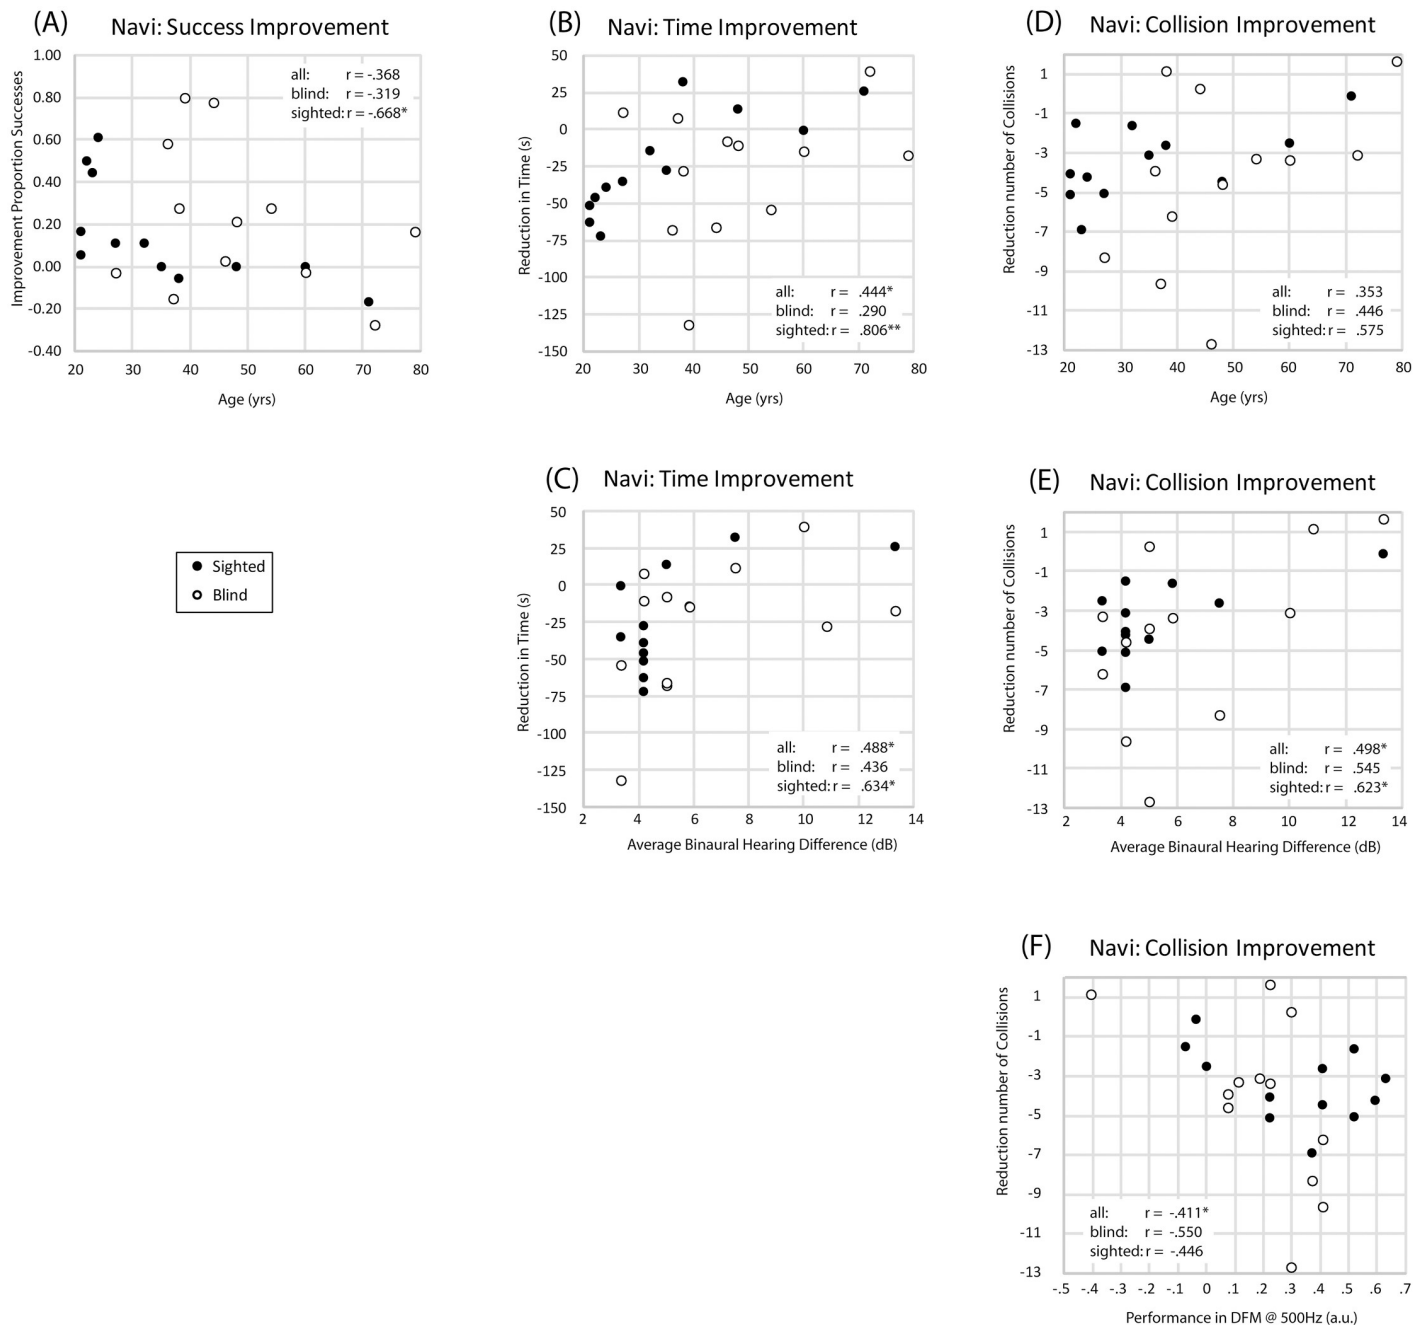 (A) Navi: Success Improvement
Improvement Proportion Successes
1.00
0.80
0.60
0.40
0.20
0.00
-0.20
-0.40
all: r = -.368
blind: r = -.319
sighted: r = -.668*
20 30 40 50 60 70 80
Age (yrs)
(B) Navi: Time Improvement
Reduction in Time (s)
50
25
0
-25
-50
-75
-100
-125
-150
all: r = .444*
blind: r = .290
sighted: r = .806**
20 30 40 50 60 70 80
Age (yrs)
(D) Navi: Collision Improvement
Reduction number of Collisions
1
-1
-3
-5
-7
-9
-11
-13
all: r = .353
blind: r = .446
sighted: r = .575
20 30 40 50 60 70 80
Age (yrs)
Sighted
Blind
(C) Navi: Time Improvement
Reduction in Time (s)
50
25
0
-25
-50
-75
-100
-125
-150
all: r = .488*
blind: r = .436
sighted: r = .634*
2 4 6 8 10 12 14
Average Binaural Hearing Difference (dB)
(E) Navi: Collision Improvement
Reduction number of Collisions
1
-1
-3
-5
-7
-9
-11
-13
all: r = .498*
blind: r = .545
sighted: r = .623*
2 4 6 8 10 12 14
Average Binaural Hearing Difference (dB)
(F) Navi: Collision Improvement
Reduction number of Collisions
1
-1
-3
-5
-7
-9
-11
-13
all: r = -.411*
blind: r = -.550
sighted: r = -.446
-.5 -.4 -.3 -.2 -.1 0 .1 .2 .3 .4 .5 .6 .7
Performance in DFM @ 500Hz (a.u.)